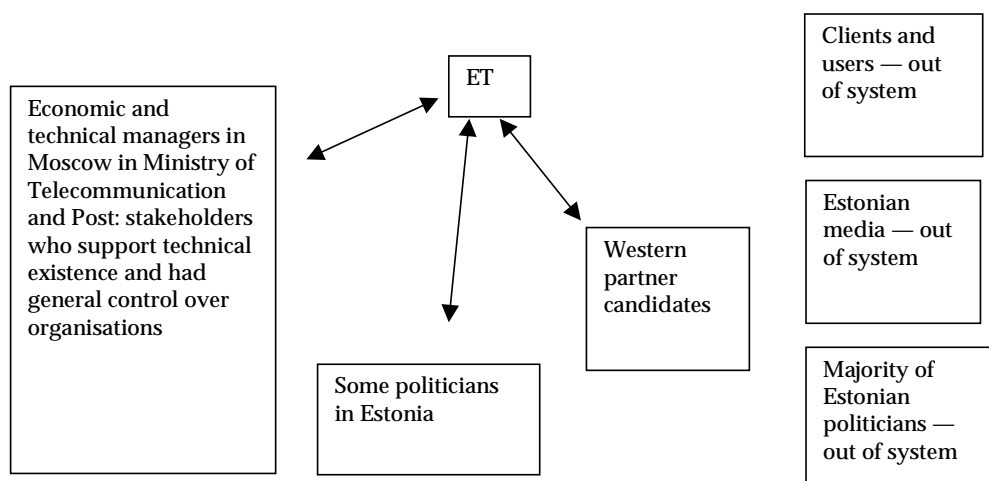 ET
Economic and
technical managers in
Moscow in Ministry of
Telecommunication
and Post: stakeholders
who support technical
existence and had
general control over
organisations
Some politicians
in Estonia
Western
partner
candidates
Clients and
users — out
of system
Estonian
media — out
of system
Majority of
Estonian
politicians —
out of system